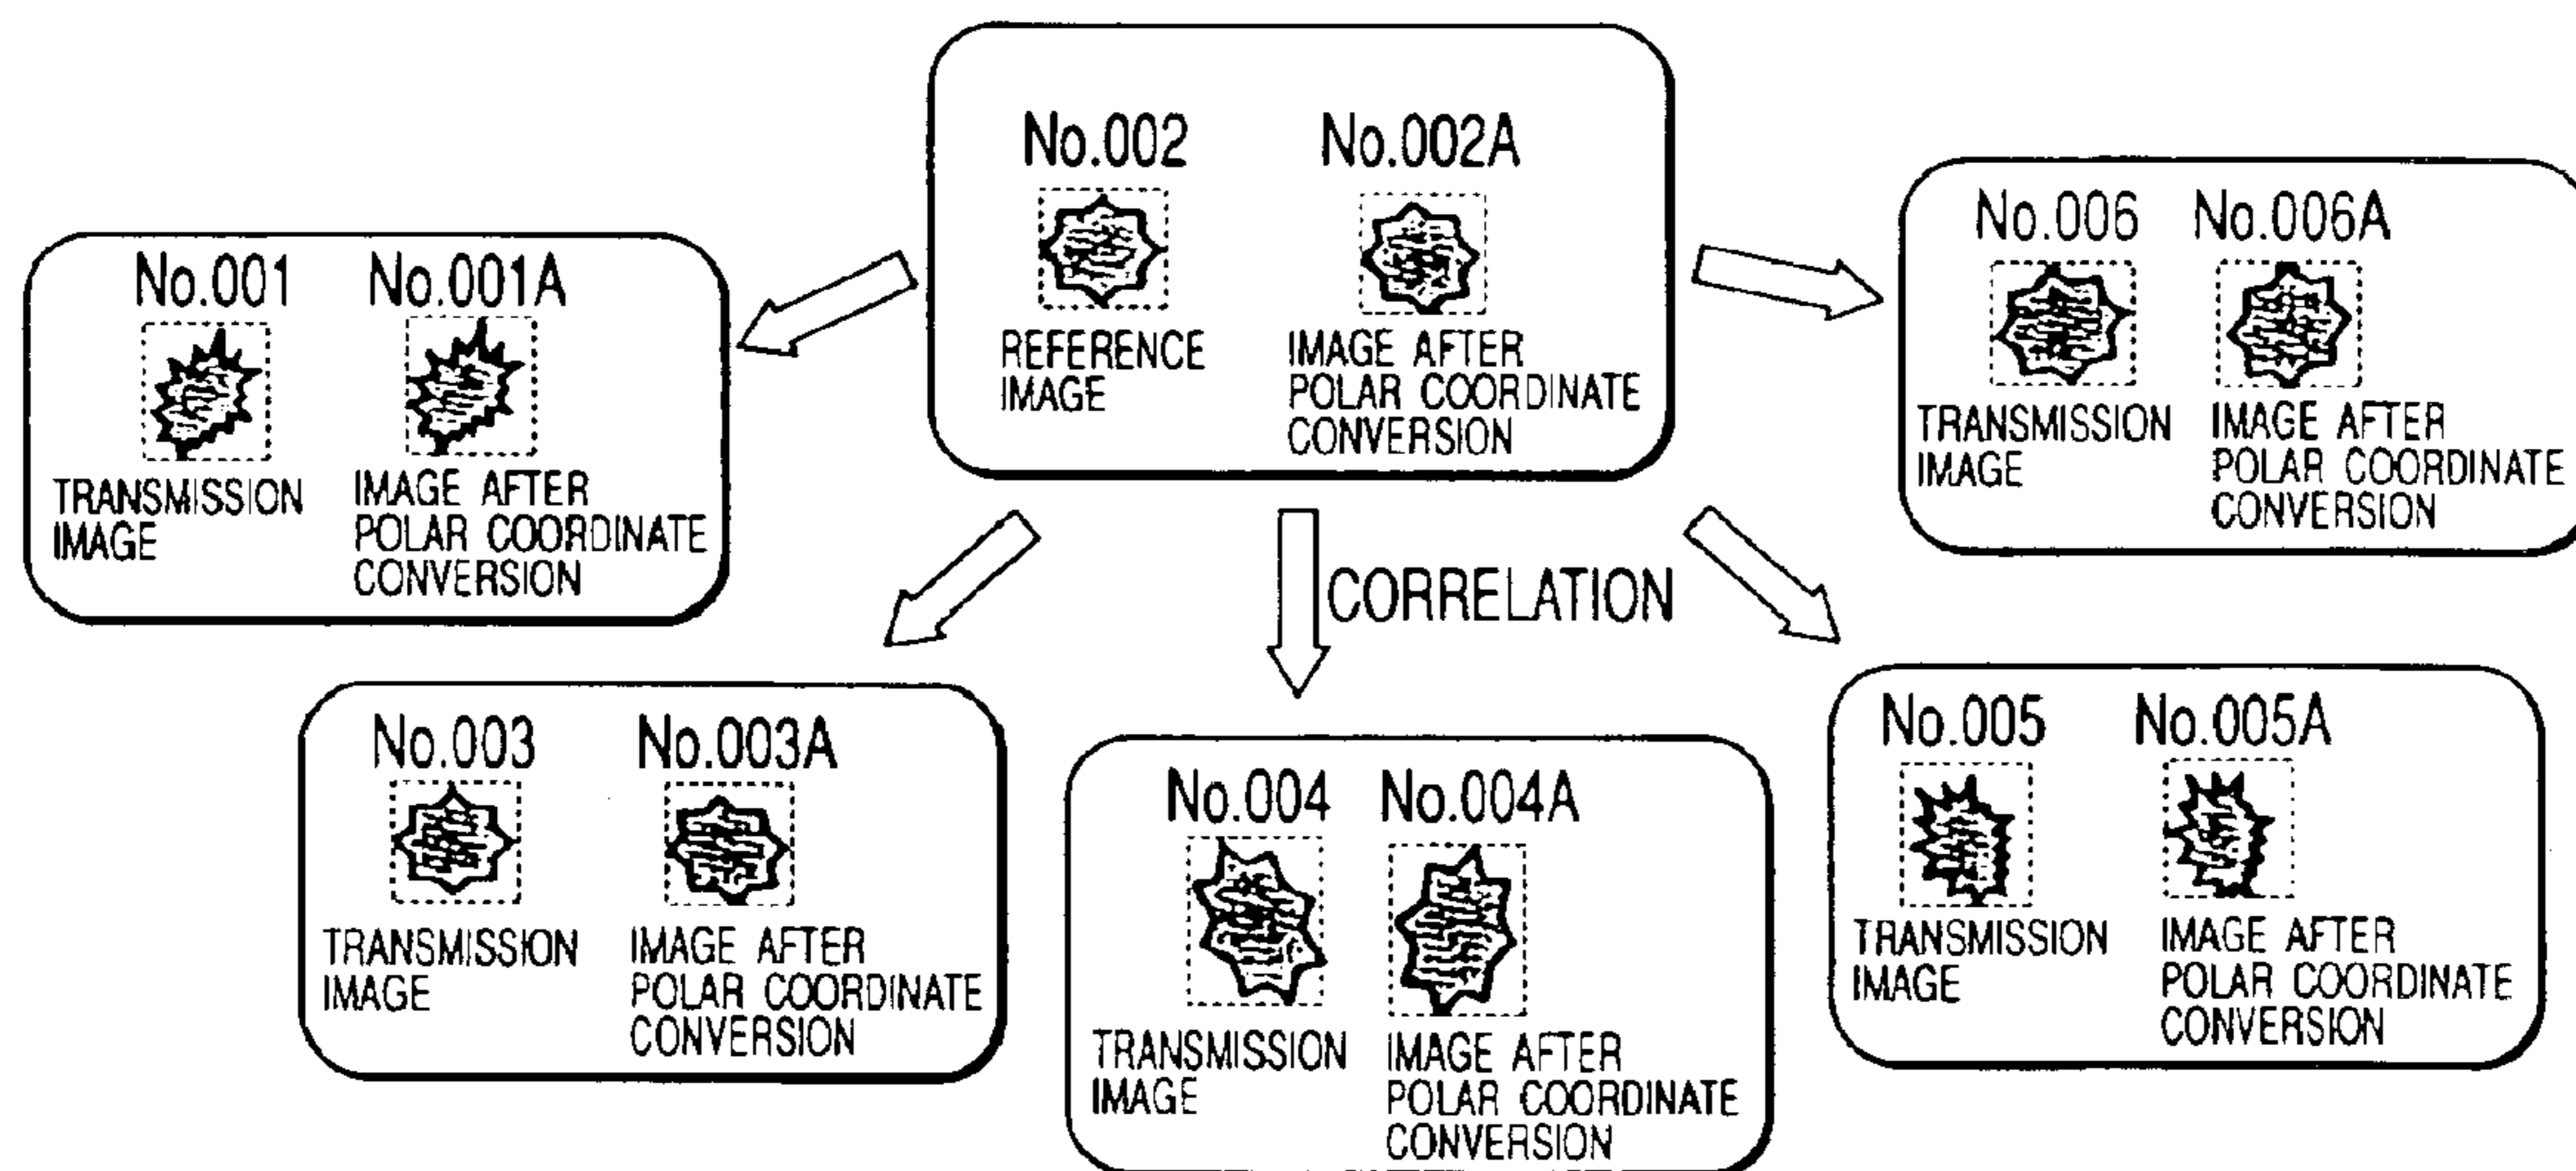 No.002 No.002A
REFERENCE
IMAGE
IMAGE AFTER
POLAR COORDINATE
CONVERSION
No.001 No.001A
TRANSMISSION
IMAGE
IMAGE AFTER
POLAR COORDINATE
CONVERSION
No.006 No.006A
TRANSMISSION
IMAGE
IMAGE AFTER
POLAR COORDINATE
CONVERSION
CORRELATION
No.003 No.003A
TRANSMISSION
IMAGE
IMAGE AFTER
POLAR COORDINATE
CONVERSION
No.004 No.004A
TRANSMISSION
IMAGE
IMAGE AFTER
POLAR COORDINATE
CONVERSION
No.005 No.005A
TRANSMISSION
IMAGE
IMAGE AFTER
POLAR COORDINATE
CONVERSION